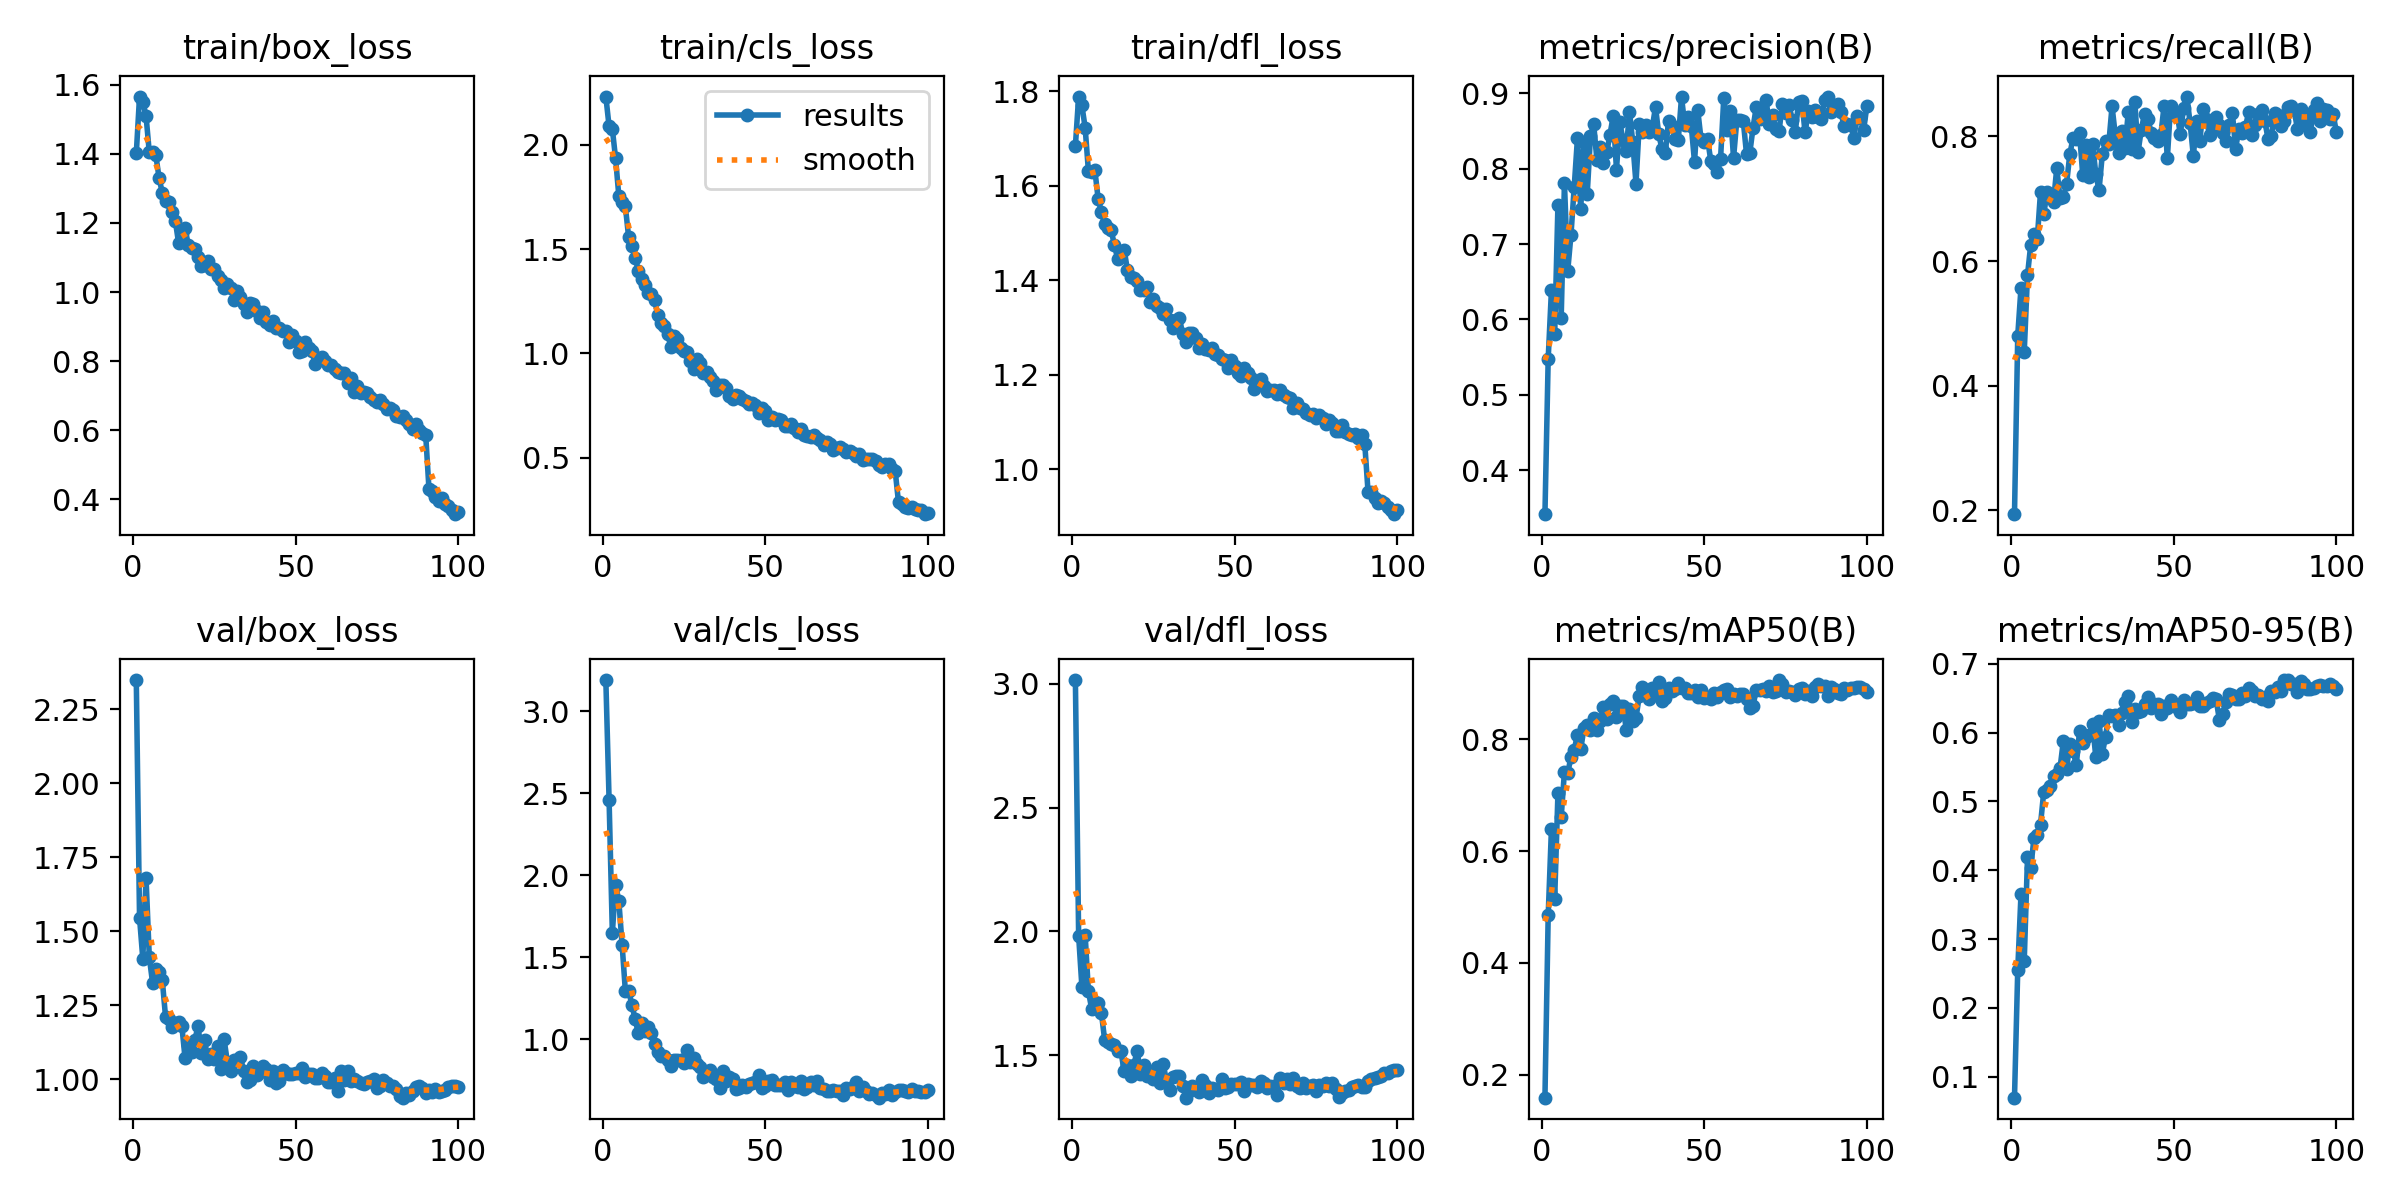 train/box_loss
train/cls_loss
train/dfl_loss
metrics/precision(B)
metrics/recall(B)
1.6
1.4
1.2
1.0
0.8
0.6
0.4
0 50 100
results
smooth
2.0
1.5
1.0
0.5
0 50 100
1.8
1.6
1.4
1.2
1.0
0 50 100
0.9
0.8
0.7
0.6
0.5
0.4
0 50 100
0.8
0.6
0.4
0.2
0 50 100
val/box_loss
val/cls_loss
val/dfl_loss
metrics/mAP50(B)
metrics/mAP50-95(B)
2.25
2.00
1.75
1.50
1.25
1.00
0 50 100
3.0
2.5
2.0
1.5
1.0
0 50 100
3.0
2.5
2.0
1.5
0 50 100
0.8
0.6
0.4
0.2
0 50 100
0.7
0.6
0.5
0.4
0.3
0.2
0.1
0 50 100